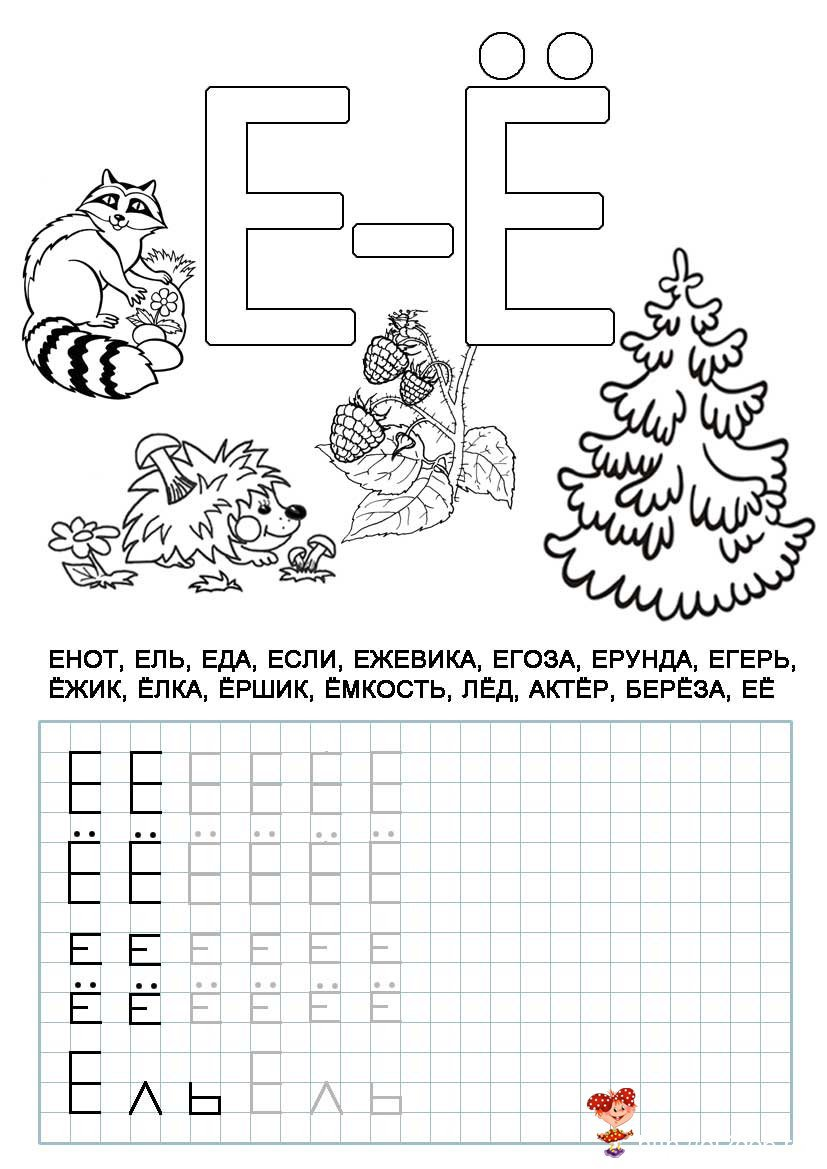 Е-Ё
ЕНОТ, ЕЛЬ, ЕДА, ЕСЛИ, ЕЖЕВИКА, ЕГОЗА, ЕРУНДА, ЕГЕРЬ,
ЁЖИК, ЁЛКА, ЁРШИК, ЁМКОСТЬ, ЛЁД, АКТЁР, БЕРЁЗА, ЕЁ
Е Е Е Е Е Е
Ё Ё Ё Ё Ё Ё
Е Е Е Е Е Е
Ё Ё Ё Ё Ё Ё
Ель Ель